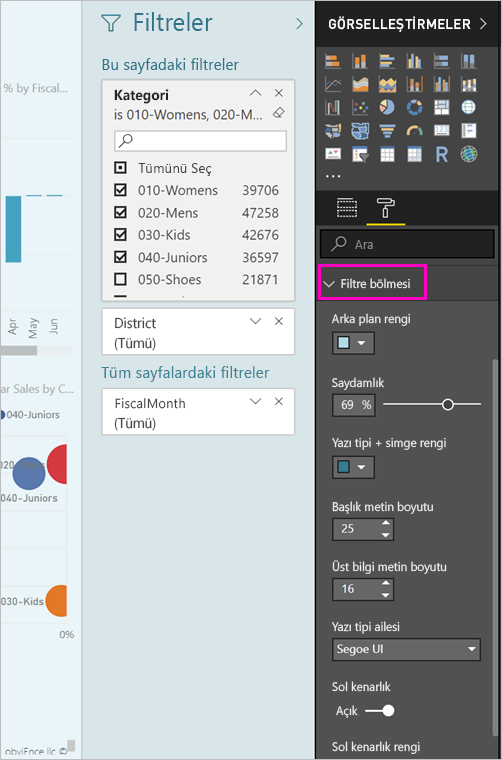 % by Fiscal...
Apr
May
Jun
ar Sales by C...
040-Juniors
020-
040-Juniors
030-Kids
0%
obviEnce llc ©
Filtreler
Bu sayfadaki filtreler
Kategori
is 010-Womens, 020-M...
Tümünü Seç
010-Womens 39706
020-Mens 47258
030-Kids 42676
040-Juniors 36597
050-Shoes 21871
District
(Tümü)
Tüm sayfalardaki filtreler
FiscalMonth
(Tümü)
GÖRSELLEŞTİRMELER
R
...
Ara
Filtre bölmesi
Arka plan rengi
Saydamlık
69 %
Yazı tipi + simge rengi
Başlık metin boyutu
25
Üst bilgi metin boyutu
16
Yazı tipi ailesi
Segoe UI
Sol kenarlık
Açık
Sol kenarlık rengi